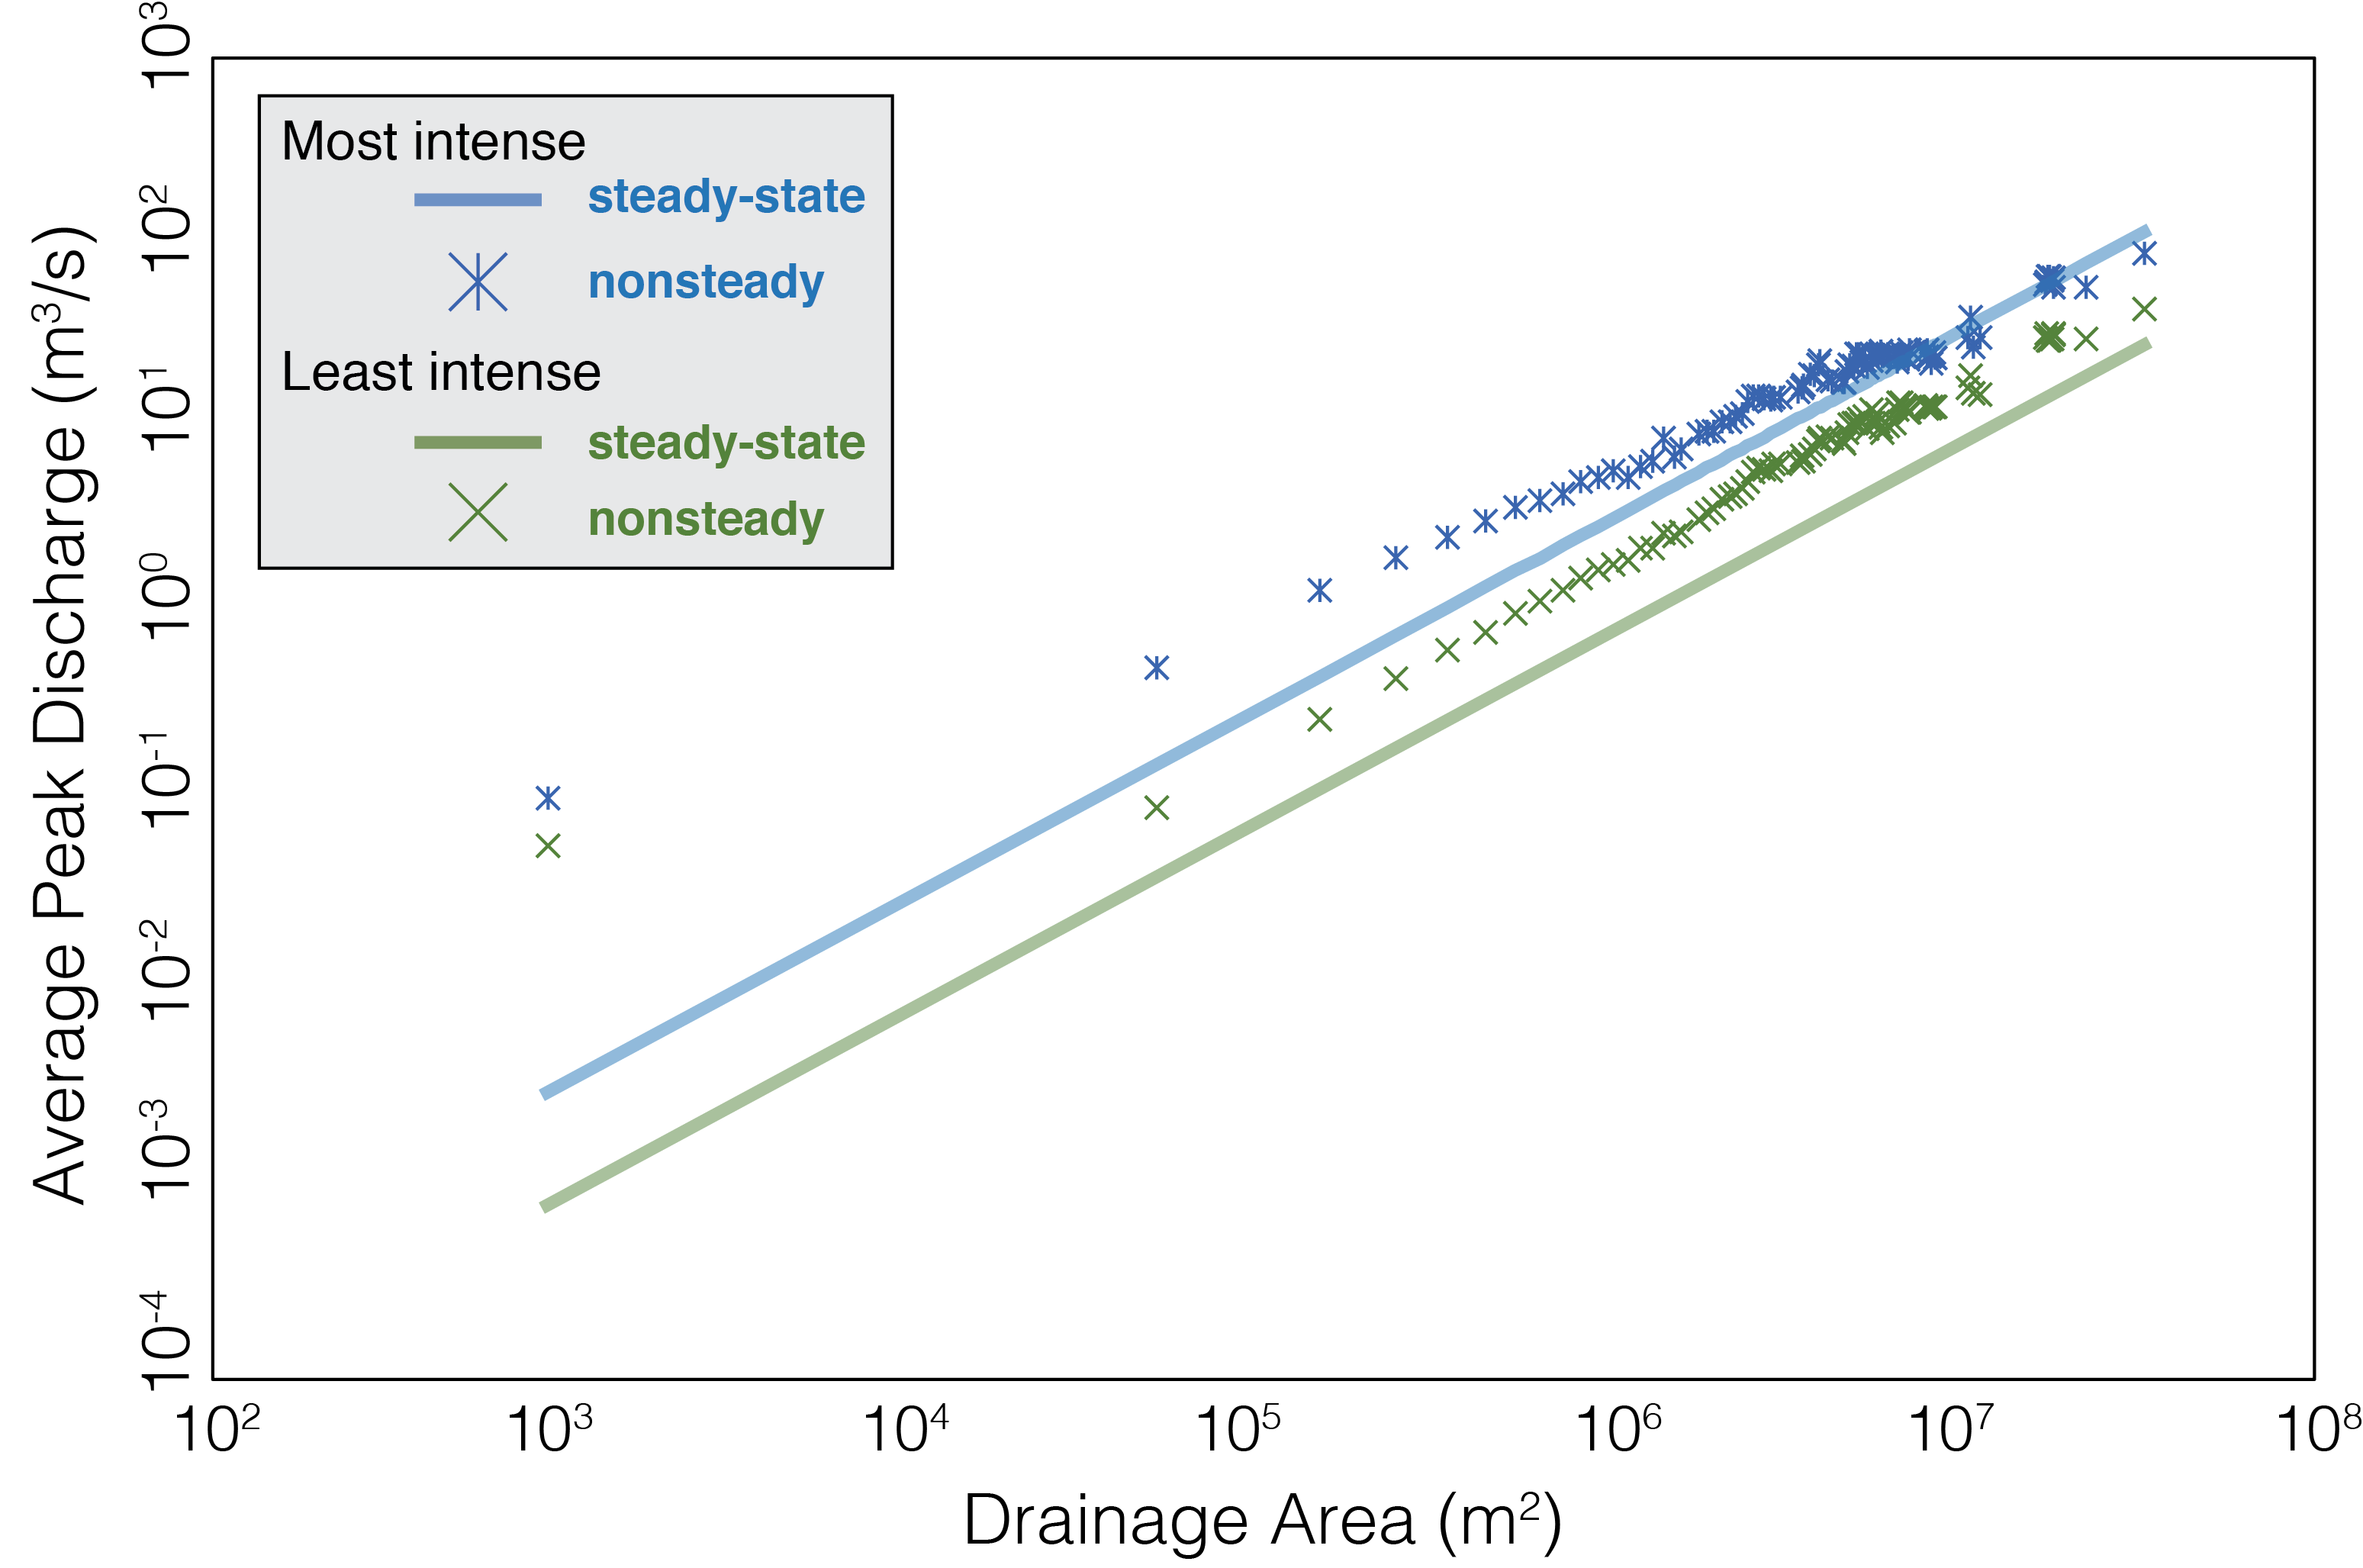 Average Peak Discharge (m³/s)
10³
10²
10¹
10⁰
10⁻¹
10⁻²
10⁻³
10⁻⁴
Most intense
steady-state
nonsteady
Least intense
steady-state
nonsteady
10² 10³ 10⁴ 10⁵ 10⁶ 10⁷ 10⁸
Drainage Area (m²)